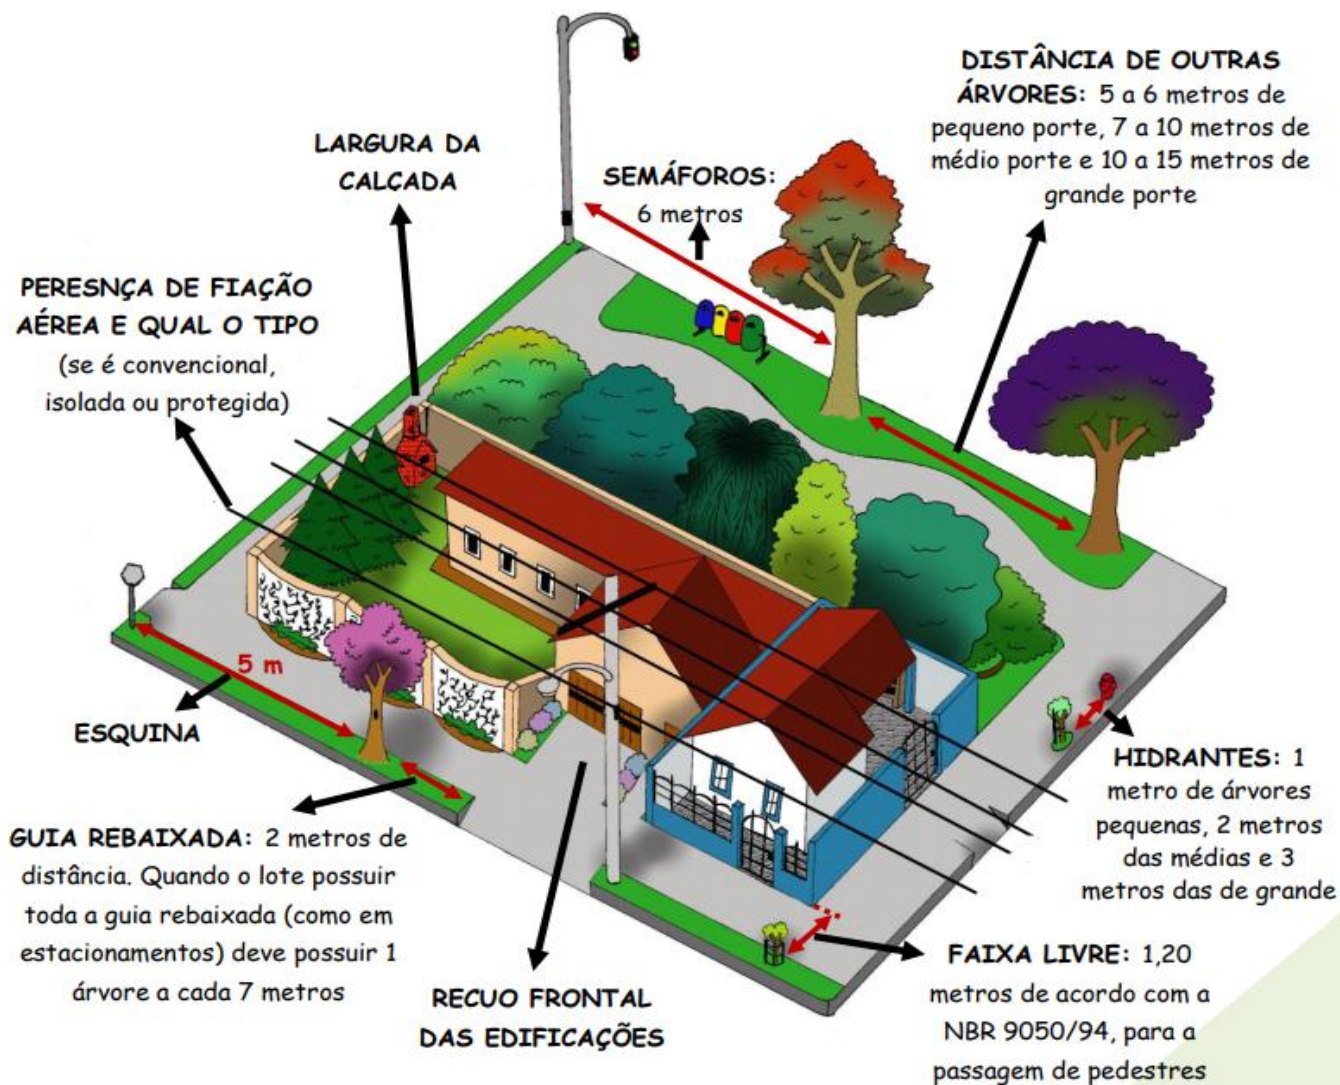 DISTÂNCIA DE OUTRAS
ÁRVORES: 5 a 6 metros de
pequeno porte, 7 a 10 metros de
médio porte e 10 a 15 metros de
grande porte
LARGURA DA
CALÇADA
SEMÁFOROS:
6 metros
PERESNÇA DE FIAÇÃO
AÉREA E QUAL O TIPO
(se é convencional,
isolada ou protegida)
5 m
ESQUINA
HIDRANTES: 1
metro de árvores
pequenas, 2 metros
das médias e 3
metros das de grande
GUIA REBAIXADA: 2 metros de
distância. Quando o lote possuir
toda a guia rebaixada (como em
estacionamentos) deve possuir 1
árvore a cada 7 metros
RECUO FRONTAL
DAS EDIFICAÇÕES
FAIXA LIVRE: 1,20
metros de acordo com a
NBR 9050/94, para a
passagem de pedestres